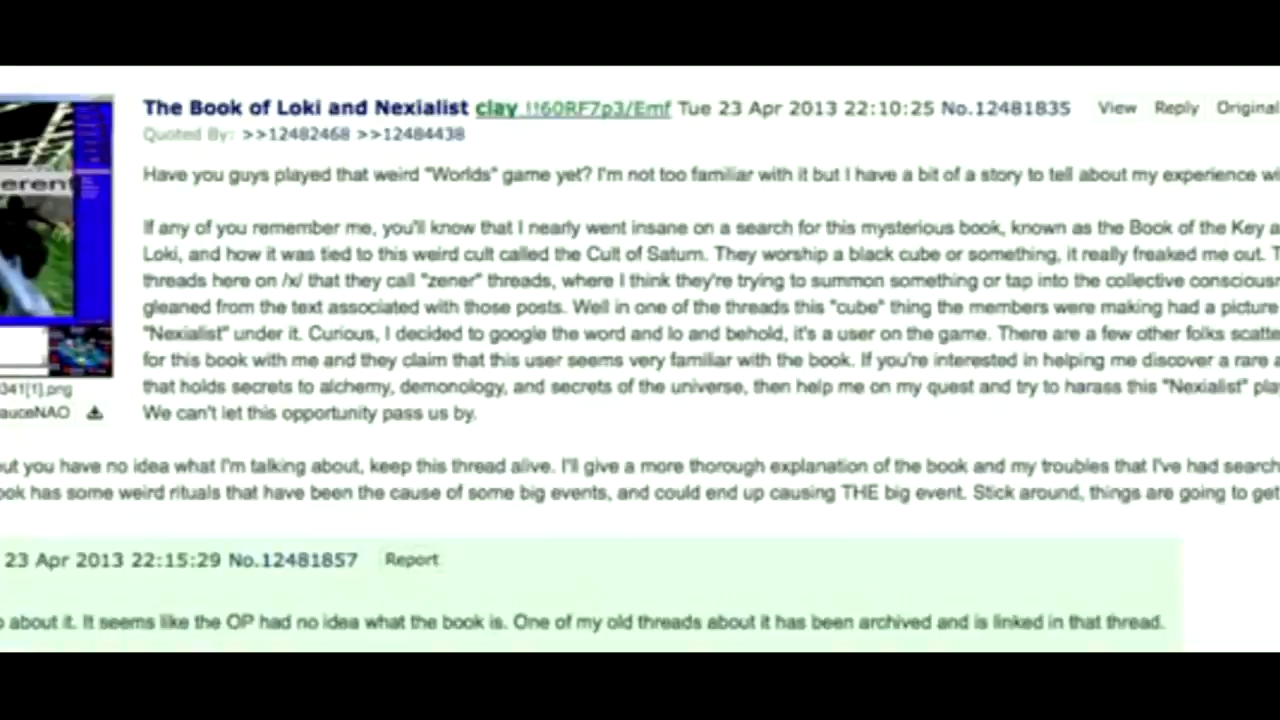 The Book of Loki and Nexialist clay !!60RF7p3/Emf Tue 23 Apr 2013 22:10:25 No.12481835 View Reply Original
Quoted By: >>12482468 >>12484438
erent
Have you guys played that weird "Worlds" game yet? I'm not too familiar with it but I have a bit of a story to tell about my experience wi
If any of you remember me, you'll know that I nearly went insane on a search for this mysterious book, known as the Book of the Key a
Loki, and how it was tied to this weird cult called the Cult of Saturn. They worship a black cube or something, it really freaked me out. T
threads here on /x/ that they call "zener" threads, where I think they're trying to summon something or tap into the collective conscious
gleaned from the text associated with those posts. Well in one of the threads this "cube" thing the members were making had a picture
"Nexialist" under it. Curious, I decided to google the word and lo and behold, it's a user on the game. There are a few other folks scatte
for this book with me and they claim that this user seems very familiar with the book. If you're interested in helping me discover a rare a
that holds secrets to alchemy, demonology, and secrets of the universe, then help me on my quest and try to harass this "Nexialist" pla
341[1].png
auceNAO
We can't let this opportunity pass us by.
ut you have no idea what I'm talking about, keep this thread alive. I'll give a more thorough explanation of the book and my troubles that I've had search
ook has some weird rituals that have been the cause of some big events, and could end up causing THE big event. Stick around, things are going to get
23 Apr 2013 22:15:29 No.12481857 Report
o about it. It seems like the OP had no idea what the book is. One of my old threads about it has been archived and is linked in that thread.